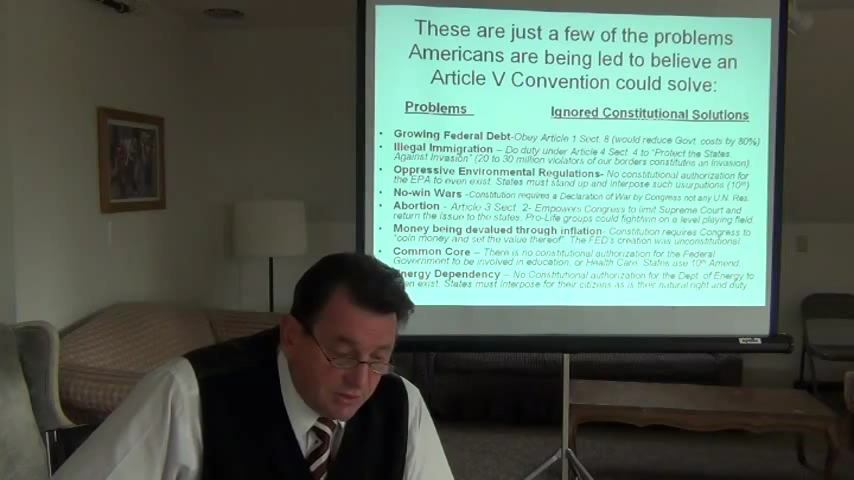 These are just a few of the problems
Americans are being led to believe an
Article V Convention could solve:
Problems Ignored Constitutional Solutions
• Growing Federal Debt-Obey Article 1 Sect. 8 (would reduce Govt. costs by 80%)
• Illegal Immigration – Do duty under Article 4 Sect. 4 to "Protect the States
Against Invasion" (20 to 30 million violators of our borders constitutes an Invasion).
• Oppressive Environmental Regulations- No constitutional authorization for
the EPA to even exist. States must stand up and interpose such usurpations (10th)
• No-win Wars -Constitution requires a Declaration of War by Congress not any U.N. Res.
• Abortion - Article 3 Sect. 2- Empowers Congress to limit Supreme Court and
return the issue to the states. Pro-Life groups could fight/win on a level playing field.
• Money being devalued through inflation- Constitution requires Congress to
"coin money and set the value thereof" The FED's creation was unconstitutional
• Common Core – There is no constitutional authorization for the Federal
Government to be involved in education, or Health Care. States use 10th Amend.
Energy Dependency – No Constitutional authorization for the Dept. of Energy to
even exist. States must Interpose for their citizens as is their natural right and duty